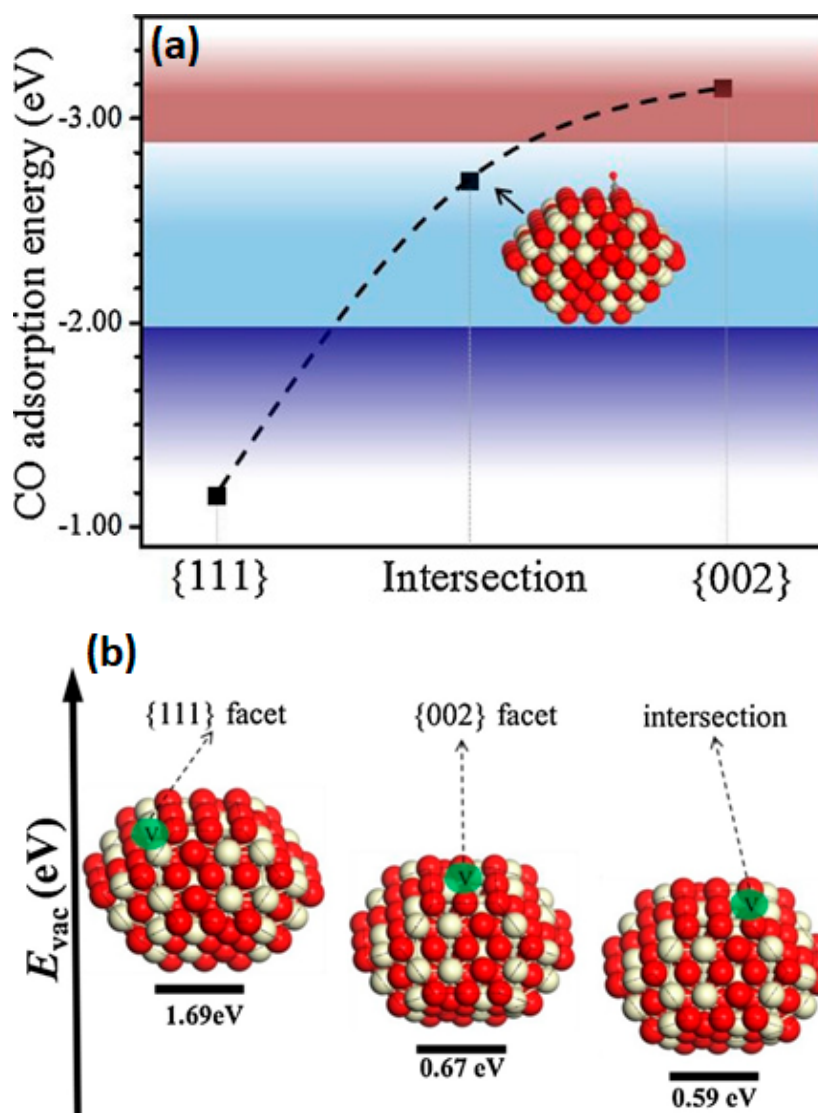 (a)
CO adsorption energy (eV)
-3.00
-2.00
-1.00
{111} Intersection {002}
(b)
{111} facet {002} facet intersection
E_vac (eV)
V
V
V
1.69eV
0.67 eV
0.59 eV